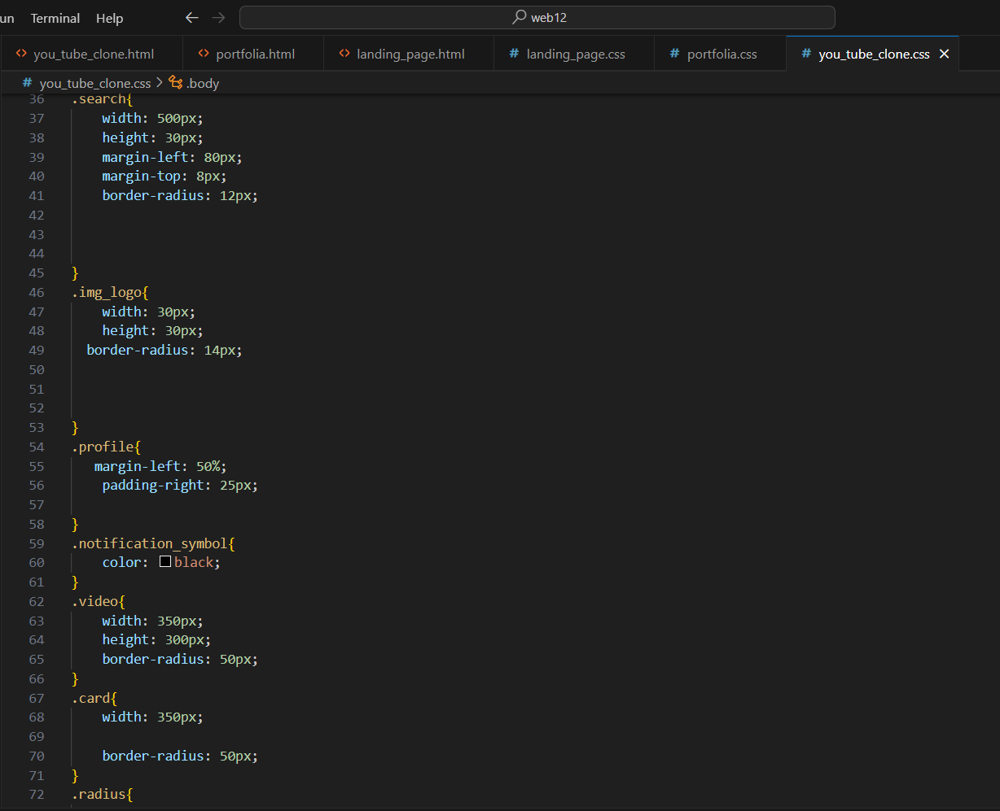 un Terminal Help web12
you_tube_clone.html portfolia.html landing_page.html landing_page.css portfolia.css you_tube_clone.css
you_tube_clone.css > .body
36 .search{
37 width: 500px;
38 height: 30px;
39 margin-left: 80px;
40 margin-top: 8px;
41 border-radius: 12px;
42
43
44
45 }
46 .img_logo{
47 width: 30px;
48 height: 30px;
49 border-radius: 14px;
50
51
52
53 }
54 .profile{
55 margin-left: 50%;
56 padding-right: 25px;
57
58 }
59 .notification_symbol{
60 color: black;
61 }
62 .video{
63 width: 350px;
64 height: 300px;
65 border-radius: 50px;
66 }
67 .card{
68 width: 350px;
69
70 border-radius: 50px;
71 }
72 .radius{